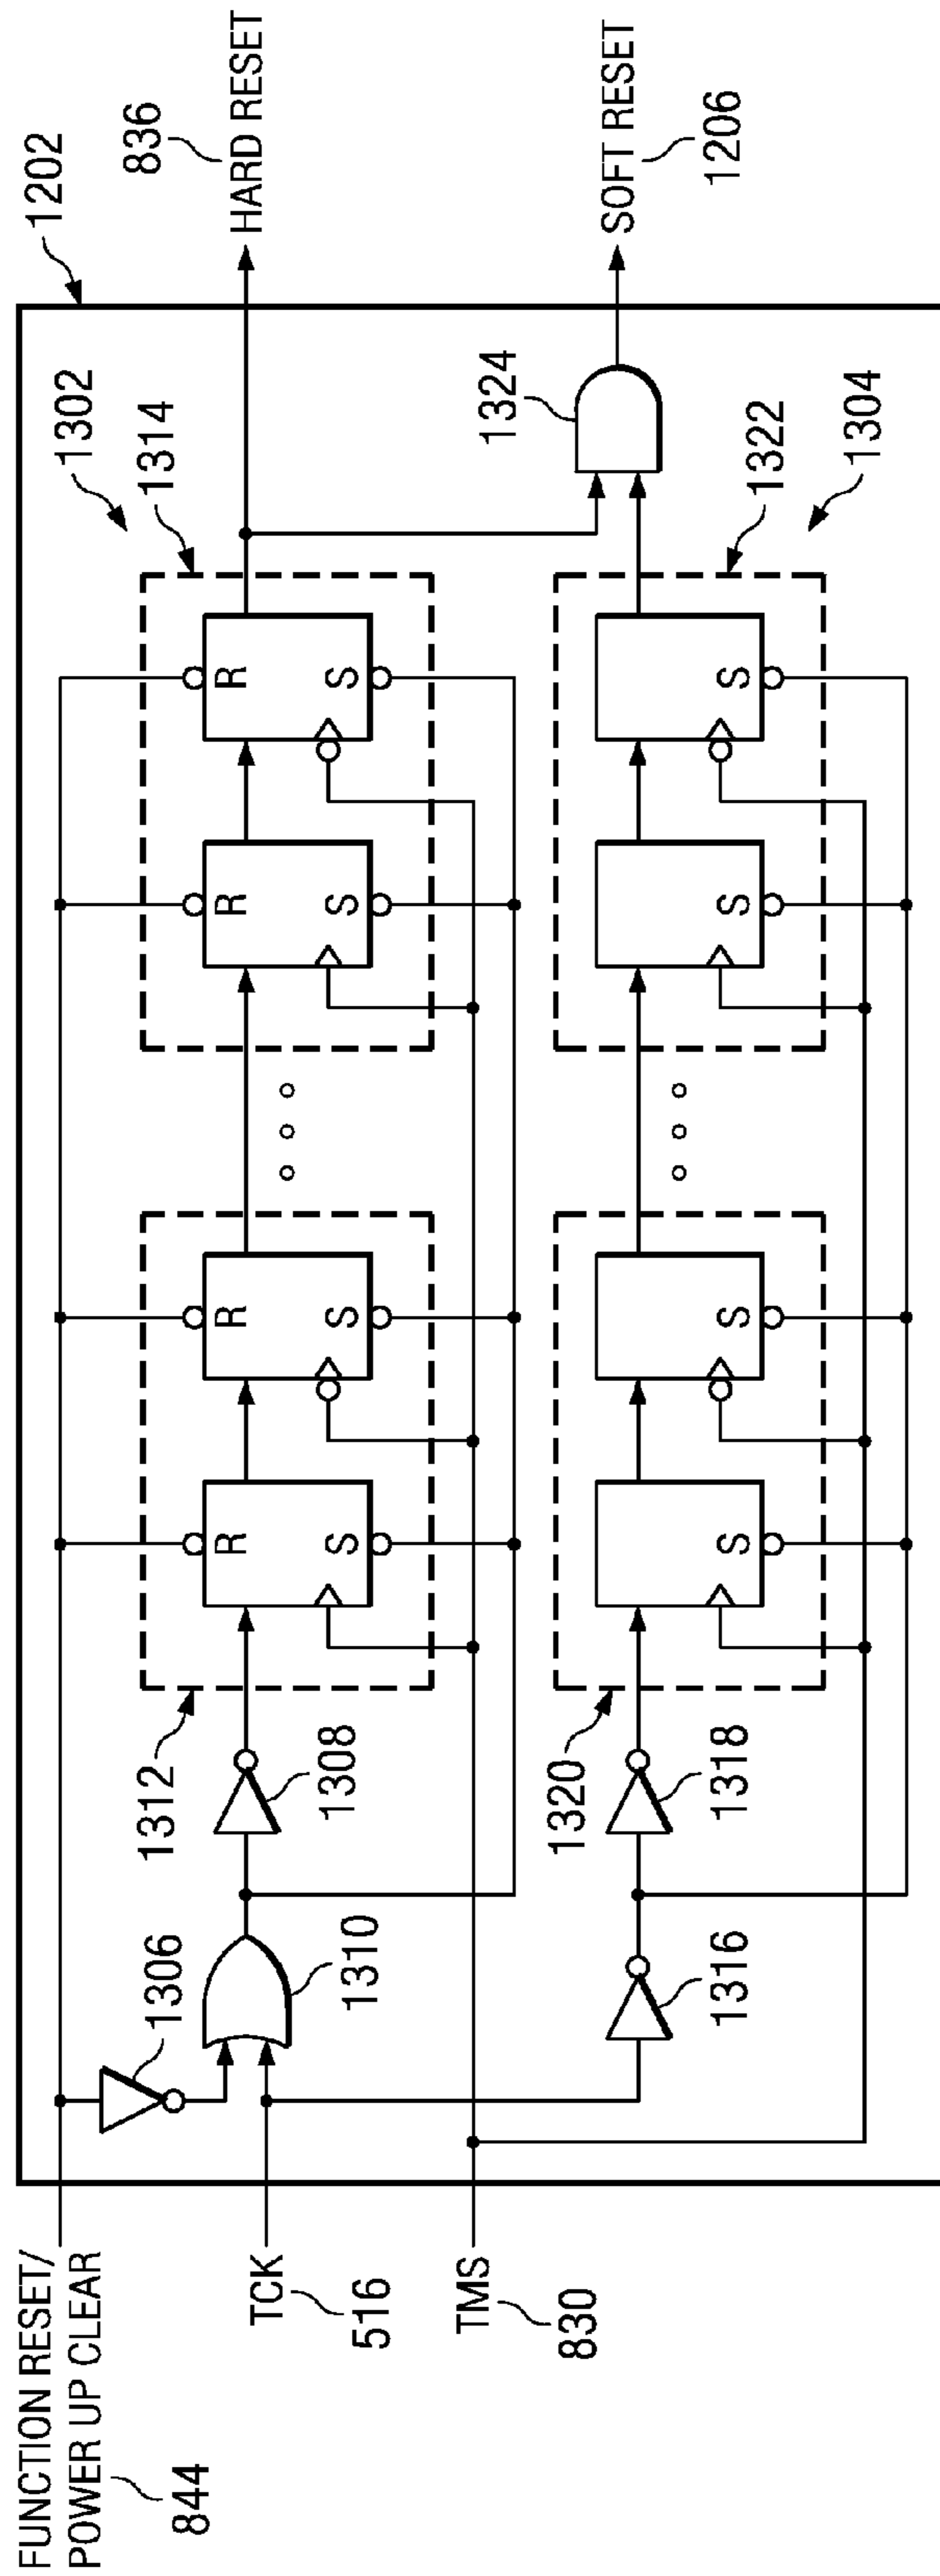 1202
836
1302
1314
HARD RESET
FUNCTION RESET/
POWER UP CLEAR
844
1306
1312
R
R
R
R
S
S
S
S
TCK
516
1310
1308
1324
SOFT RESET
1206
TMS
830
1316
1318
1320
S
S
S
S
1322
1304